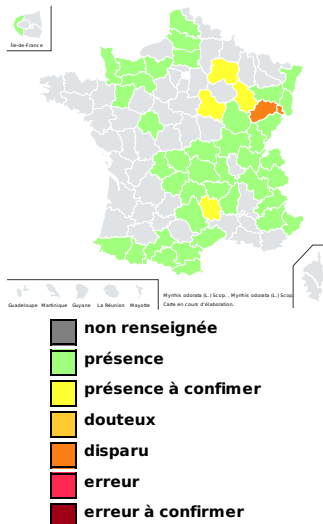 Île-de-France
Guadeloupe Martinique Guyane La Réunion Mayotte
Myrrhis odorata (L.) Scop. , Myrrhis odorata (L.) Scop.
Carte en cours d'élaboration.
non renseignée
présence
présence à confimer
douteux
disparu
erreur
erreur à confirmer